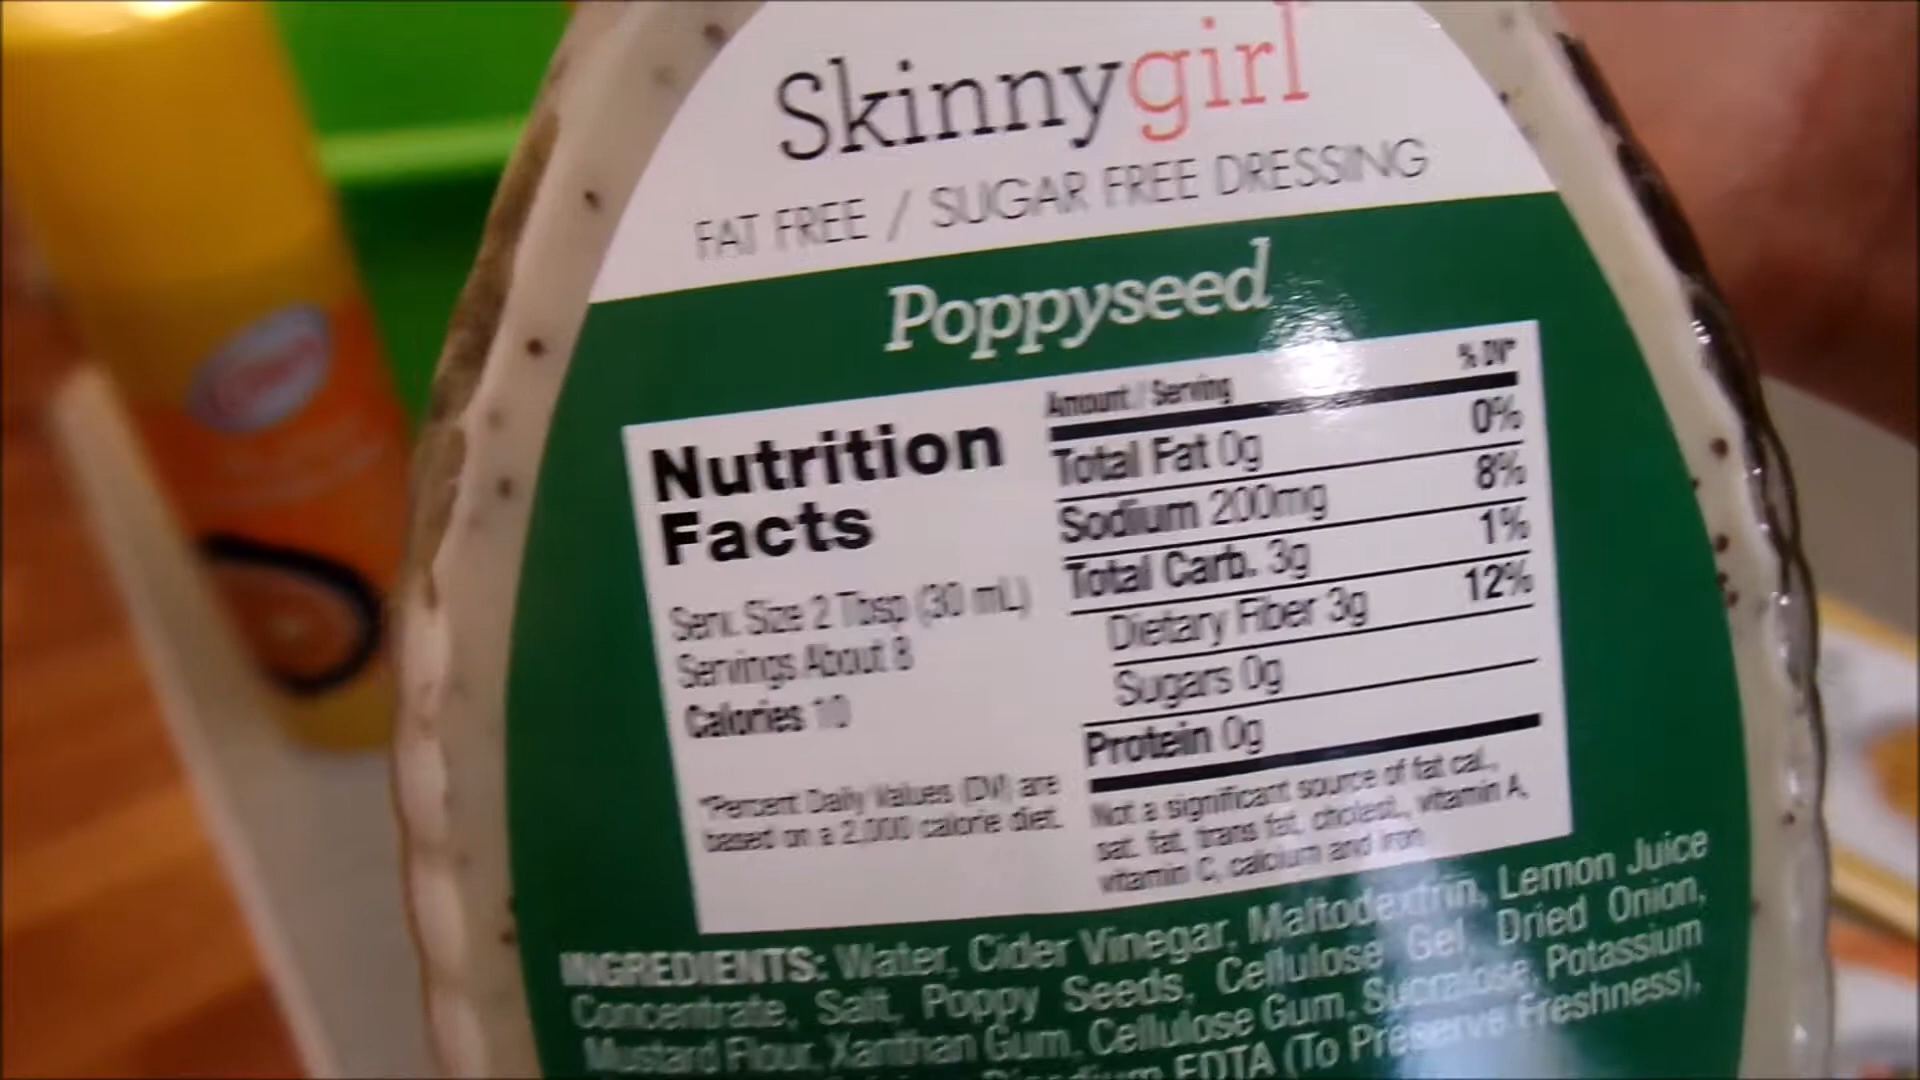 Skinnygirl
FAT FREE / SUGAR FREE DRESSING
Poppyseed
Nutrition
Facts
Serv. Size 2 Tbsp (30 mL)
Servings About 8
Calories 10
*Percent Daily Values (DV) are
based on a 2,000 calorie diet.
Amount / Serving % DV*
Total Fat 0g 0%
Sodium 200mg 8%
Total Carb. 3g 1%
Dietary Fiber 3g 12%
Sugars 0g
Protein 0g
Not a significant source of fat cal.,
sat. fat, trans fat, cholest., vitamin A,
vitamin C, calcium and iron
INGREDIENTS: Water, Cider Vinegar, Maltodextrin, Lemon Juice
Concentrate, Salt, Poppy Seeds, Cellulose Gel, Dried Onion,
Mustard Flour, Xanthan Gum, Cellulose Gum, Sucralose, Potassium
EDTA (To Preserve Freshness),